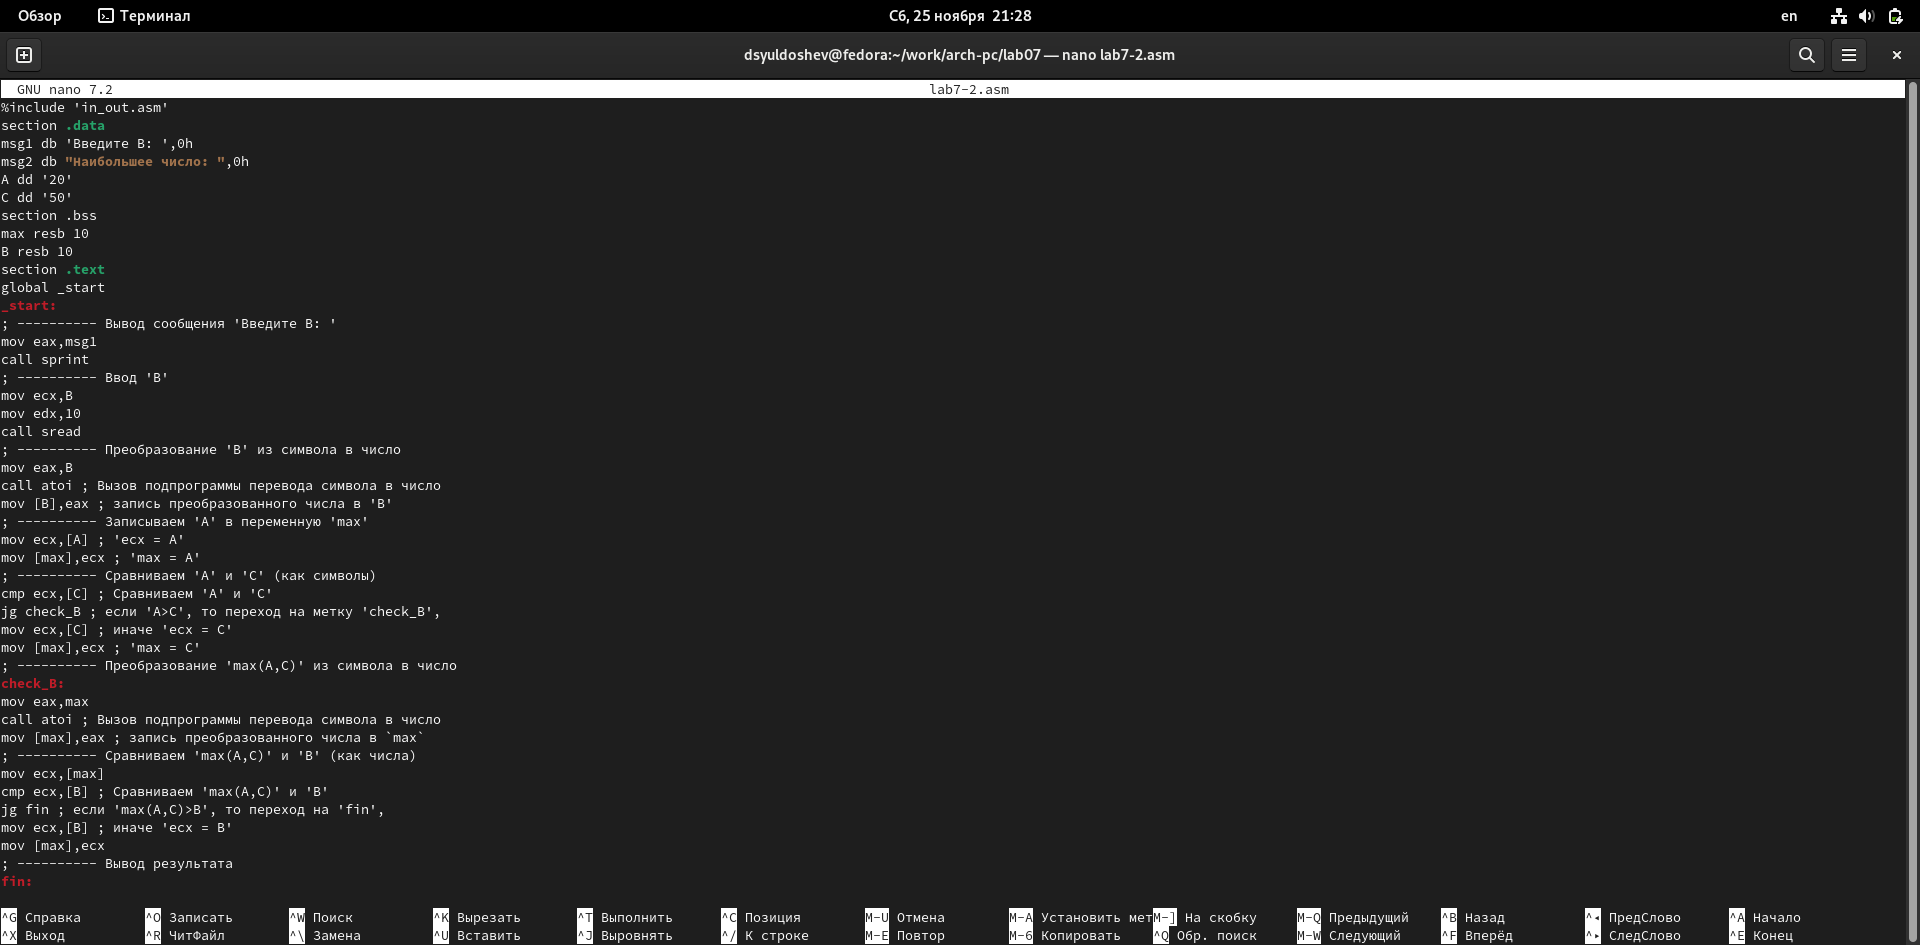 Обзор Терминал Сб, 25 ноября 21:28 en
dsyuldoshev@fedora:~/work/arch-pc/lab07 — nano lab7-2.asm
GNU nano 7.2 lab7-2.asm
%include 'in_out.asm'
section .data
msg1 db 'Введите B: ',0h
msg2 db "Наибольшее число: ",0h
A dd '20'
C dd '50'
section .bss
max resb 10
B resb 10
section .text
global _start
_start:
; ---------- Вывод сообщения 'Введите B: '
mov eax,msg1
call sprint
; ---------- Ввод 'B'
mov ecx,B
mov edx,10
call sread
; ---------- Преобразование 'B' из символа в число
mov eax,B
call atoi ; Вызов подпрограммы перевода символа в число
mov [B],eax ; запись преобразованного числа в 'B'
; ---------- Записываем 'A' в переменную 'max'
mov ecx,[A] ; 'ecx = A'
mov [max],ecx ; 'max = A'
; ---------- Сравниваем 'A' и 'С' (как символы)
cmp ecx,[C] ; Сравниваем 'A' и 'С'
jg check_B ; если 'A>C', то переход на метку 'check_B',
mov ecx,[C] ; иначе 'ecx = C'
mov [max],ecx ; 'max = C'
; ---------- Преобразование 'max(A,C)' из символа в число
check_B:
mov eax,max
call atoi ; Вызов подпрограммы перевода символа в число
mov [max],eax ; запись преобразованного числа в `max`
; ---------- Сравниваем 'max(A,C)' и 'B' (как числа)
mov ecx,[max]
cmp ecx,[B] ; Сравниваем 'max(A,C)' и 'B'
jg fin ; если 'max(A,C)>B', то переход на 'fin',
mov ecx,[B] ; иначе 'ecx = B'
mov [max],ecx
; ---------- Вывод результата
fin:
^G Справка ^O Записать ^W Поиск ^K Вырезать ^T Выполнить ^C Позиция M-U Отмена M-A Установить мет M-] На скобку M-Q Предыдущий ^B Назад ^◂ ПредСлово ^A Начало
^X Выход ^R ЧитФайл ^\ Замена ^U Вставить ^J Выровнять ^/ К строке M-E Повтор M-6 Копировать ^Q Обр. поиск M-W Следующий ^F Вперёд ^▸ СледСлово ^E Конец